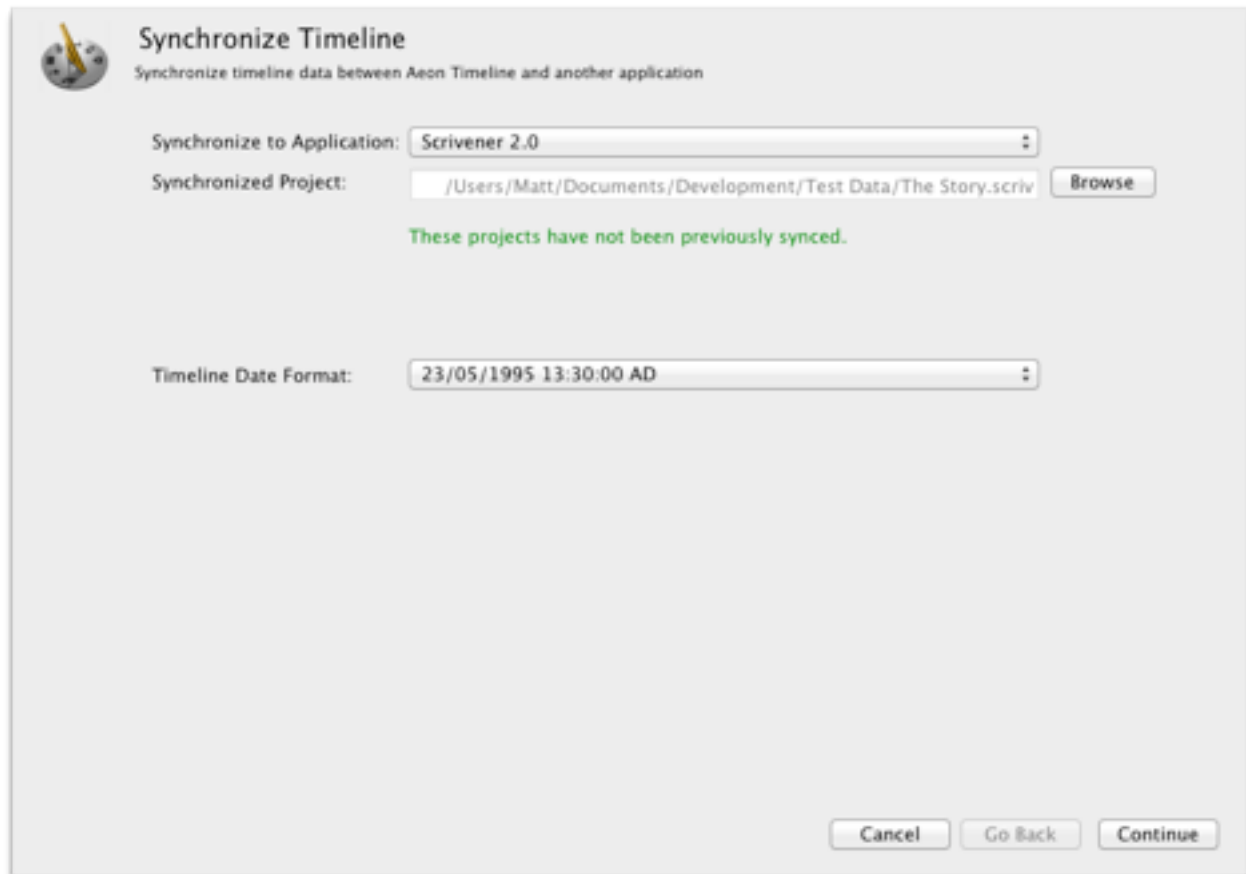 Synchronize Timeline
Synchronize timeline data between Aeon Timeline and another application
Synchronize to Application: Scrivener 2.0
Synchronized Project: /Users/Matt/Documents/Development/Test Data/The Story.scriv Browse
These projects have not been previously synced.
Timeline Date Format: 23/05/1995 13:30:00 AD
Cancel Go Back Continue